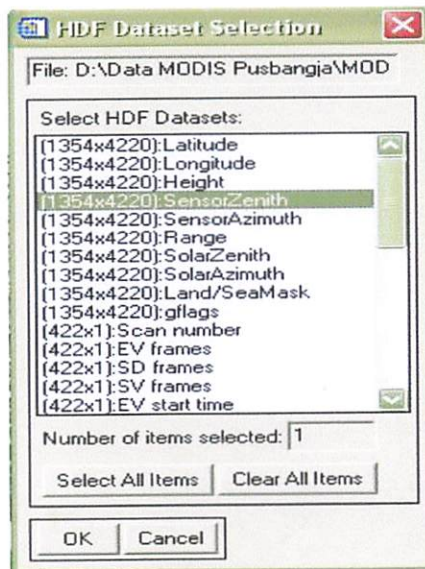 HDF Dataset Selection
File: D:\Data MODIS Pusbangja\MOD
Select HDF Datasets:
(1354x4220):Latitude
(1354x4220):Longitude
(1354x4220):Height
(1354x4220):SensorZenith
(1354x4220):SensorAzimuth
(1354x4220):Range
(1354x4220):SolarZenith
(1354x4220):SolarAzimuth
(1354x4220):Land/SeaMask
(1354x4220):gflags
(422x1):Scan number
(422x1):EV frames
(422x1):SD frames
(422x1):SV frames
(422x1):EV start time
Number of items selected: 1
Select All Items Clear All Items
OK Cancel